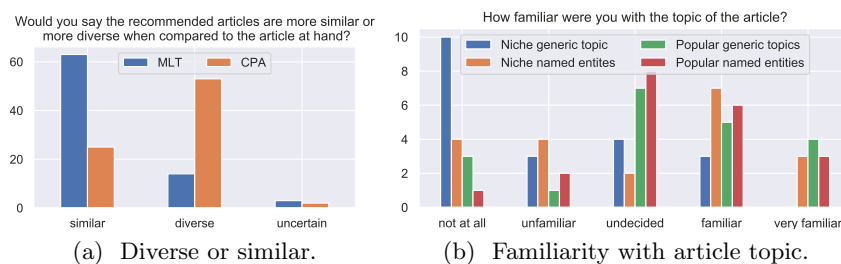 Would you say the recommended articles are more similar or
more diverse when compared to the article at hand?
MLT
CPA
60
40
20
0
similar
diverse
uncertain
(a) Diverse or similar.
How familiar were you with the topic of the article?
Niche generic topic
Niche named entites
Popular generic topics
Popular named entities
10
8
6
4
2
0
not at all
unfamiliar
undecided
familiar
very familiar
(b) Familiarity with article topic.